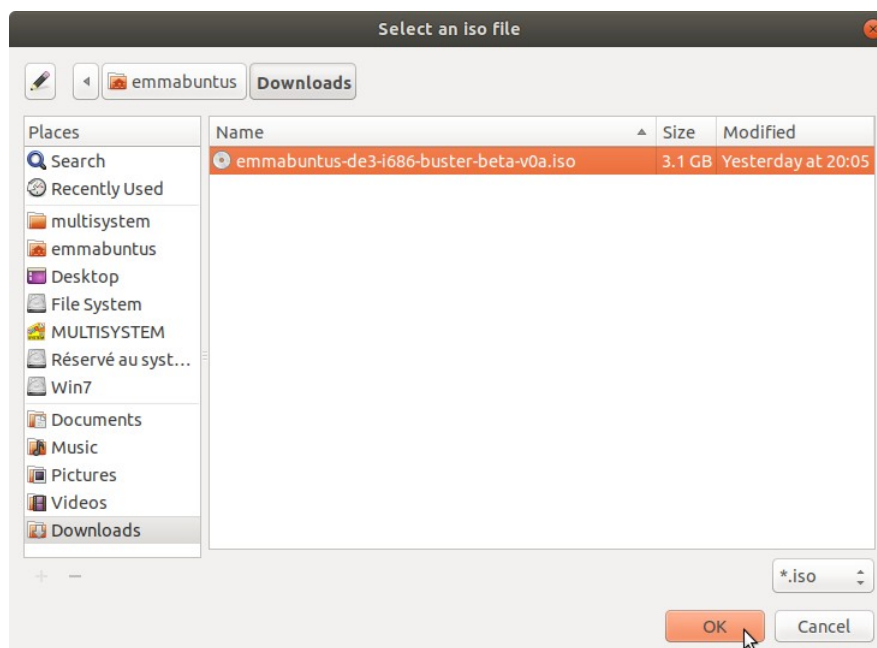 Select an iso file
emmabuntus Downloads
Places
Search
Recently Used
multisystem
emmabuntus
Desktop
File System
MULTISYSTEM
Réservé au syst...
Win7
Documents
Music
Pictures
Videos
Downloads
Name Size Modified
emmabuntus-de3-i686-buster-beta-v0a.iso 3.1 GB Yesterday at 20:05
*.iso
OK Cancel